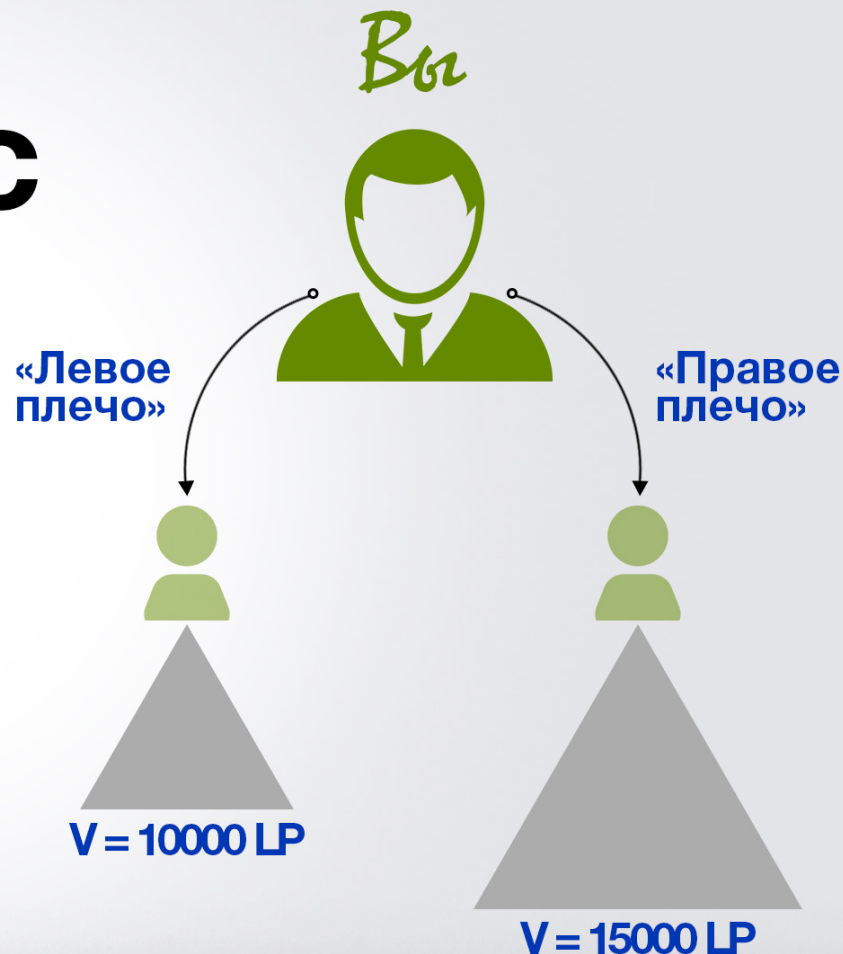 Вы
с
«Левое
плечо»
«Правое
плечо»
V = 10000 LP
V = 15000 LP